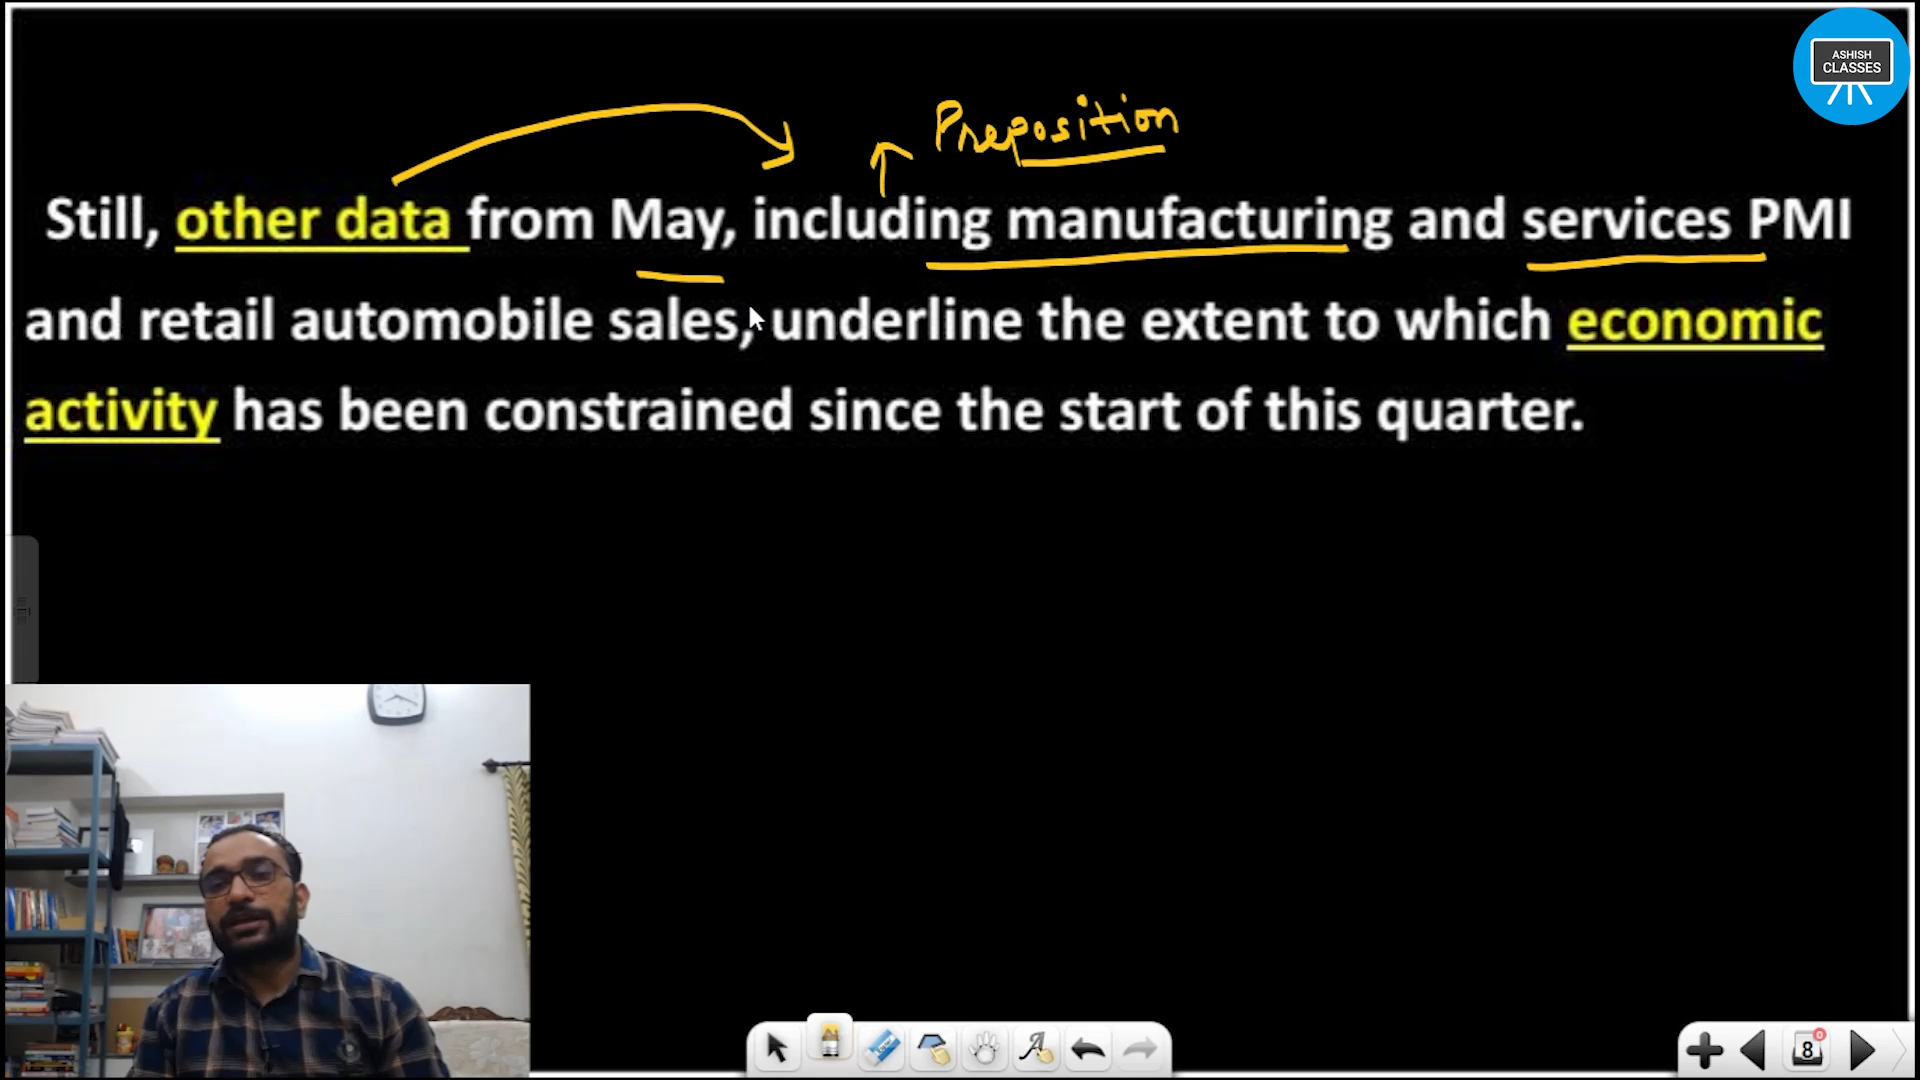 ASHISH
CLASSES
Preposition
Still, other data from May, including manufacturing and services PMI
and retail automobile sales, underline the extent to which economic
activity has been constrained since the start of this quarter.
8
0